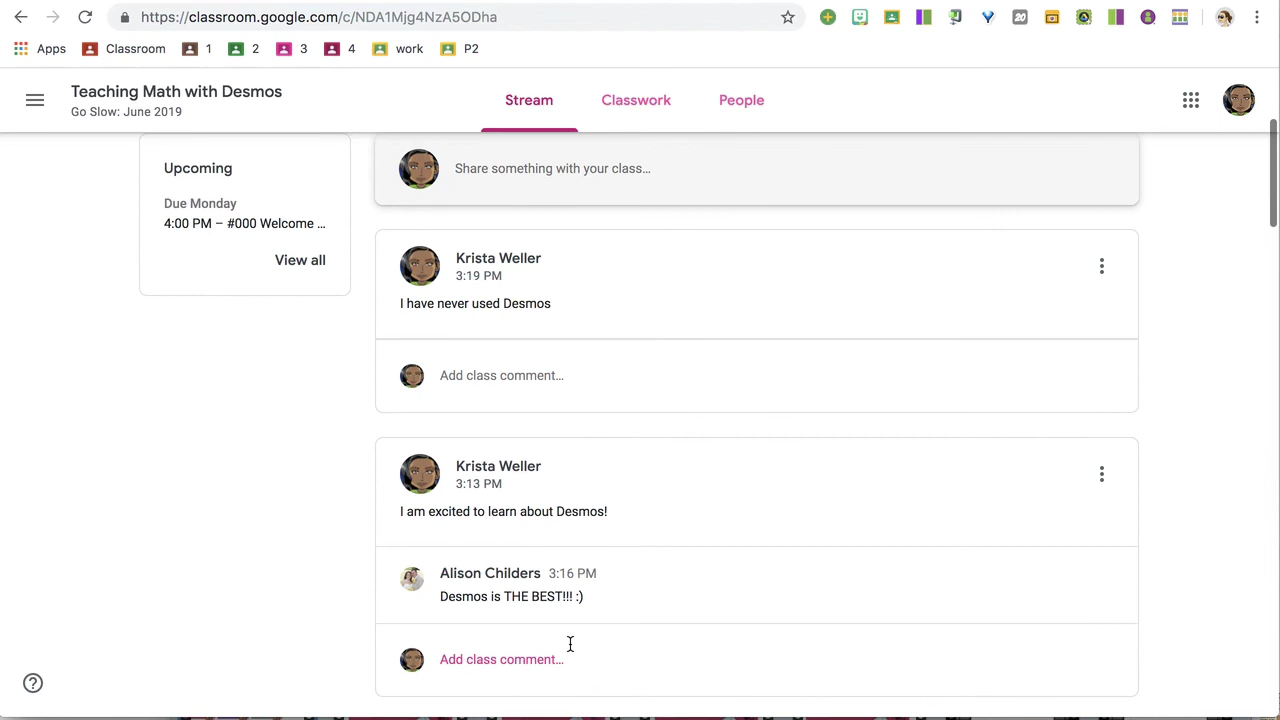 https://classroom.google.com/c/NDA1Mjg4NzA5ODha
20
Apps Classroom 1 2 3 4 work P2
Teaching Math with Desmos
Go Slow: June 2019
Stream Classwork People
Upcoming
Due Monday
4:00 PM – #000 Welcome ...
View all
Share something with your class...
Krista Weller
3:19 PM
I have never used Desmos
Add class comment...
Krista Weller
3:13 PM
I am excited to learn about Desmos!
Alison Childers 3:16 PM
Desmos is THE BEST!!! :)
Add class comment...